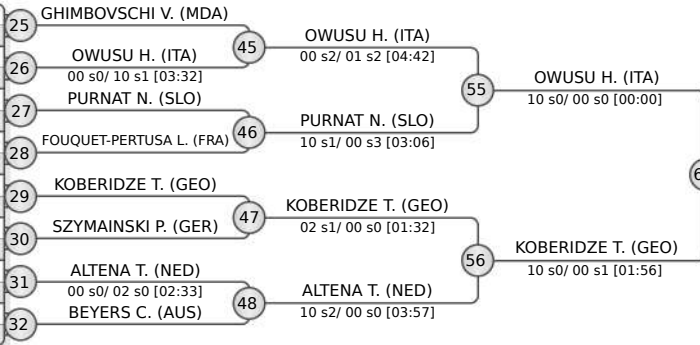 25
GHIMBOVSCHI V. (MDA)
26
OWUSU H. (ITA)
00 s0/ 10 s1 [03:32]
45
OWUSU H. (ITA)
00 s2/ 01 s2 [04:42]
27
PURNAT N. (SLO)
28
FOUQUET-PERTUSA L. (FRA)
46
PURNAT N. (SLO)
10 s1/ 00 s3 [03:06]
55
OWUSU H. (ITA)
10 s0/ 00 s0 [00:00]
29
KOBERIDZE T. (GEO)
30
SZYMAINSKI P. (GER)
47
KOBERIDZE T. (GEO)
02 s1/ 00 s0 [01:32]
31
ALTENA T. (NED)
00 s0/ 02 s0 [02:33]
32
BEYERS C. (AUS)
48
ALTENA T. (NED)
10 s2/ 00 s0 [03:57]
56
KOBERIDZE T. (GEO)
10 s0/ 00 s1 [01:56]